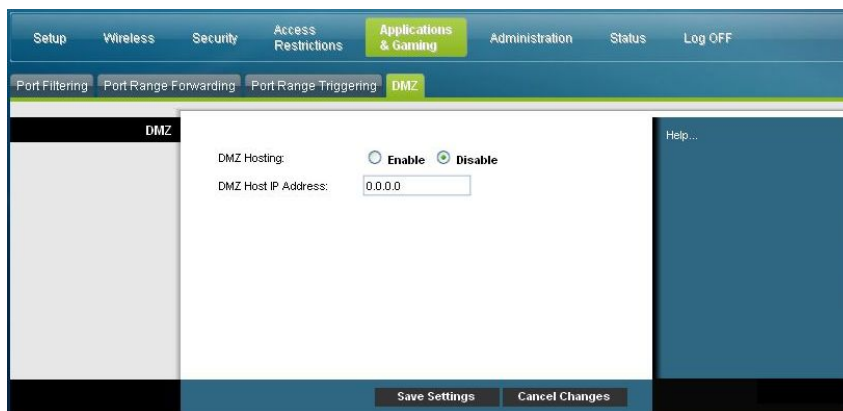 Setup Wireless Security Access Restrictions Applications & Gaming Administration Status Log OFF
Port Filtering Port Range Forwarding Port Range Triggering DMZ
DMZ
Help...
DMZ Hosting: Enable Disable
DMZ Host IP Address: 0.0.0.0
Save Settings Cancel Changes